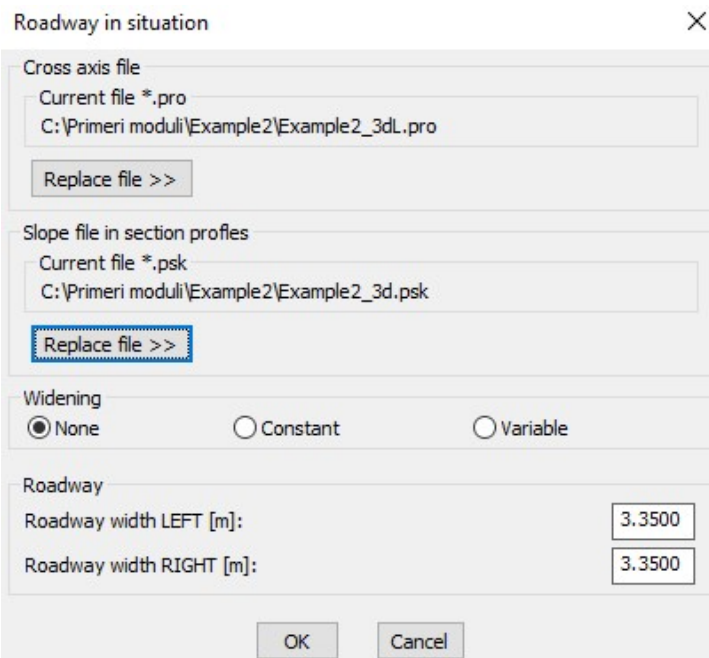 Roadway in situation
Cross axis file
Current file *.pro
C:\Primeri moduli\Example2\Example2_3dL.pro
Replace file >>
Slope file in section profles
Current file *.psk
C:\Primeri moduli\Example2\Example2_3d.psk
Replace file >>
Widening
None Constant Variable
Roadway
Roadway width LEFT [m]: 3.3500
Roadway width RIGHT [m]: 3.3500
OK Cancel